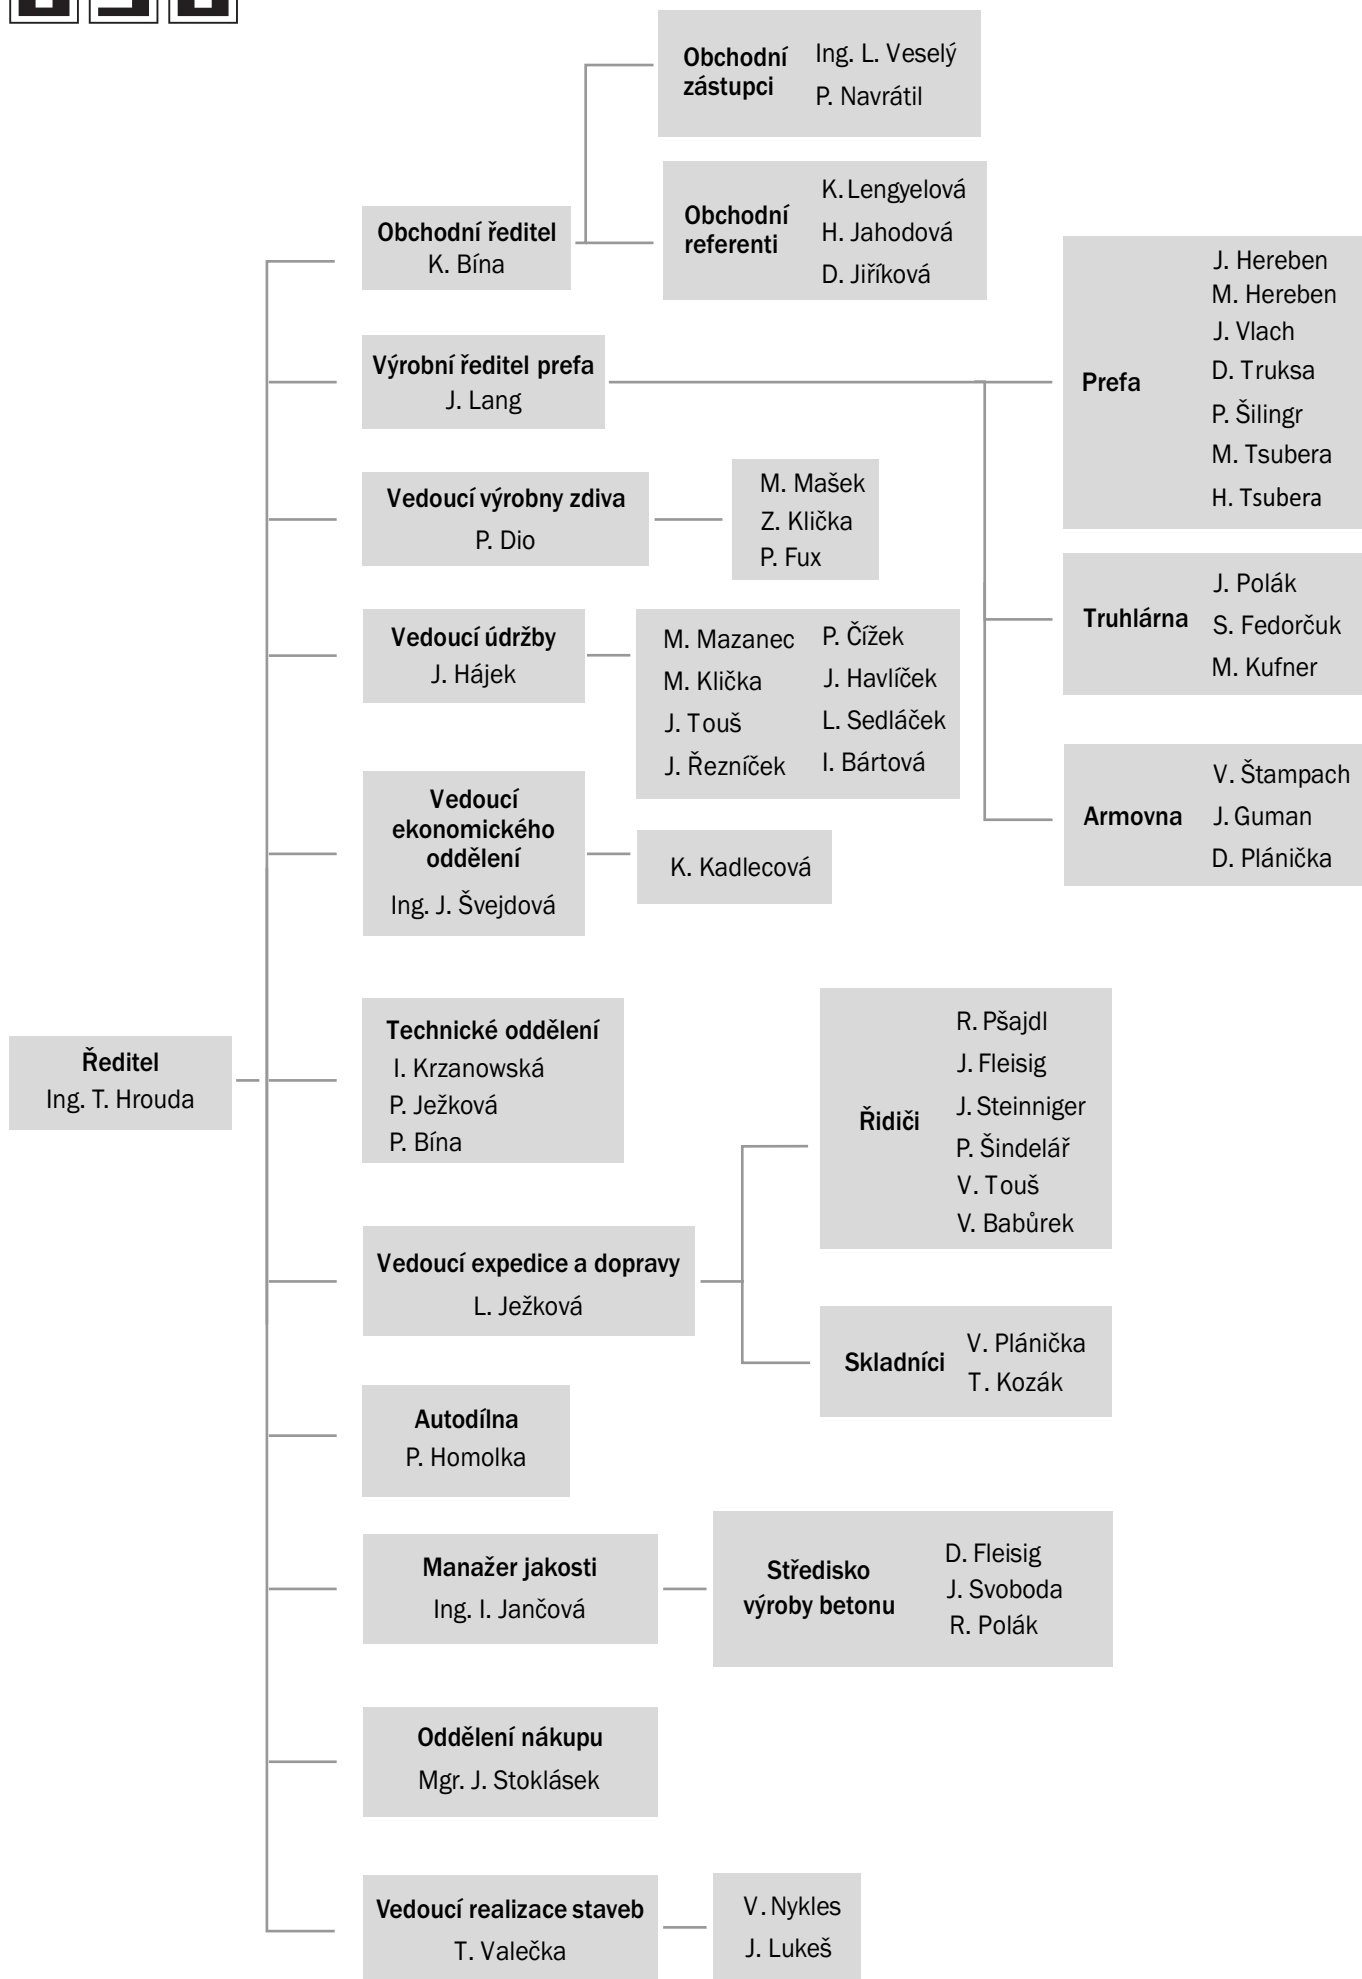 Obchodní
zástupci
Ing. L. Veselý
P. Navrátil
Obchodní
referenti
K. Lengyelová
H. Jahodová
D. Jiříková
Obchodní ředitel
K. Bína
Výrobní ředitel prefa
J. Lang
Prefa
J. Hereben
M. Hereben
J. Vlach
D. Truksa
P. Šilingr
M. Tsubera
H. Tsubera
Truhlárna
J. Polák
S. Fedorčuk
M. Kufner
Armovna
V. Štampach
J. Guman
D. Plánička
Vedoucí výrobny zdiva
P. Dio
M. Mašek
Z. Klička
P. Fux
Vedoucí údržby
J. Hájek
M. Mazanec
M. Klička
J. Touš
J. Řezníček
P. Čížek
J. Havlíček
L. Sedláček
I. Bártová
Vedoucí
ekonomického
oddělení
Ing. J. Švejdová
K. Kadlecová
Ředitel
Ing. T. Hrouda
Technické oddělení
I. Krzanowská
P. Ježková
P. Bína
Vedoucí expedice a dopravy
L. Ježková
Řidiči
R. Pšajdl
J. Fleisig
J. Steinniger
P. Šindelář
V. Touš
V. Babůrek
Skladníci
V. Plánička
T. Kozák
Autodílna
P. Homolka
Manažer jakosti
Ing. I. Jančová
Středisko
výroby betonu
D. Fleisig
J. Svoboda
R. Polák
Oddělení nákupu
Mgr. J. Stoklásek
Vedoucí realizace staveb
T. Valečka
V. Nykles
J. Lukeš